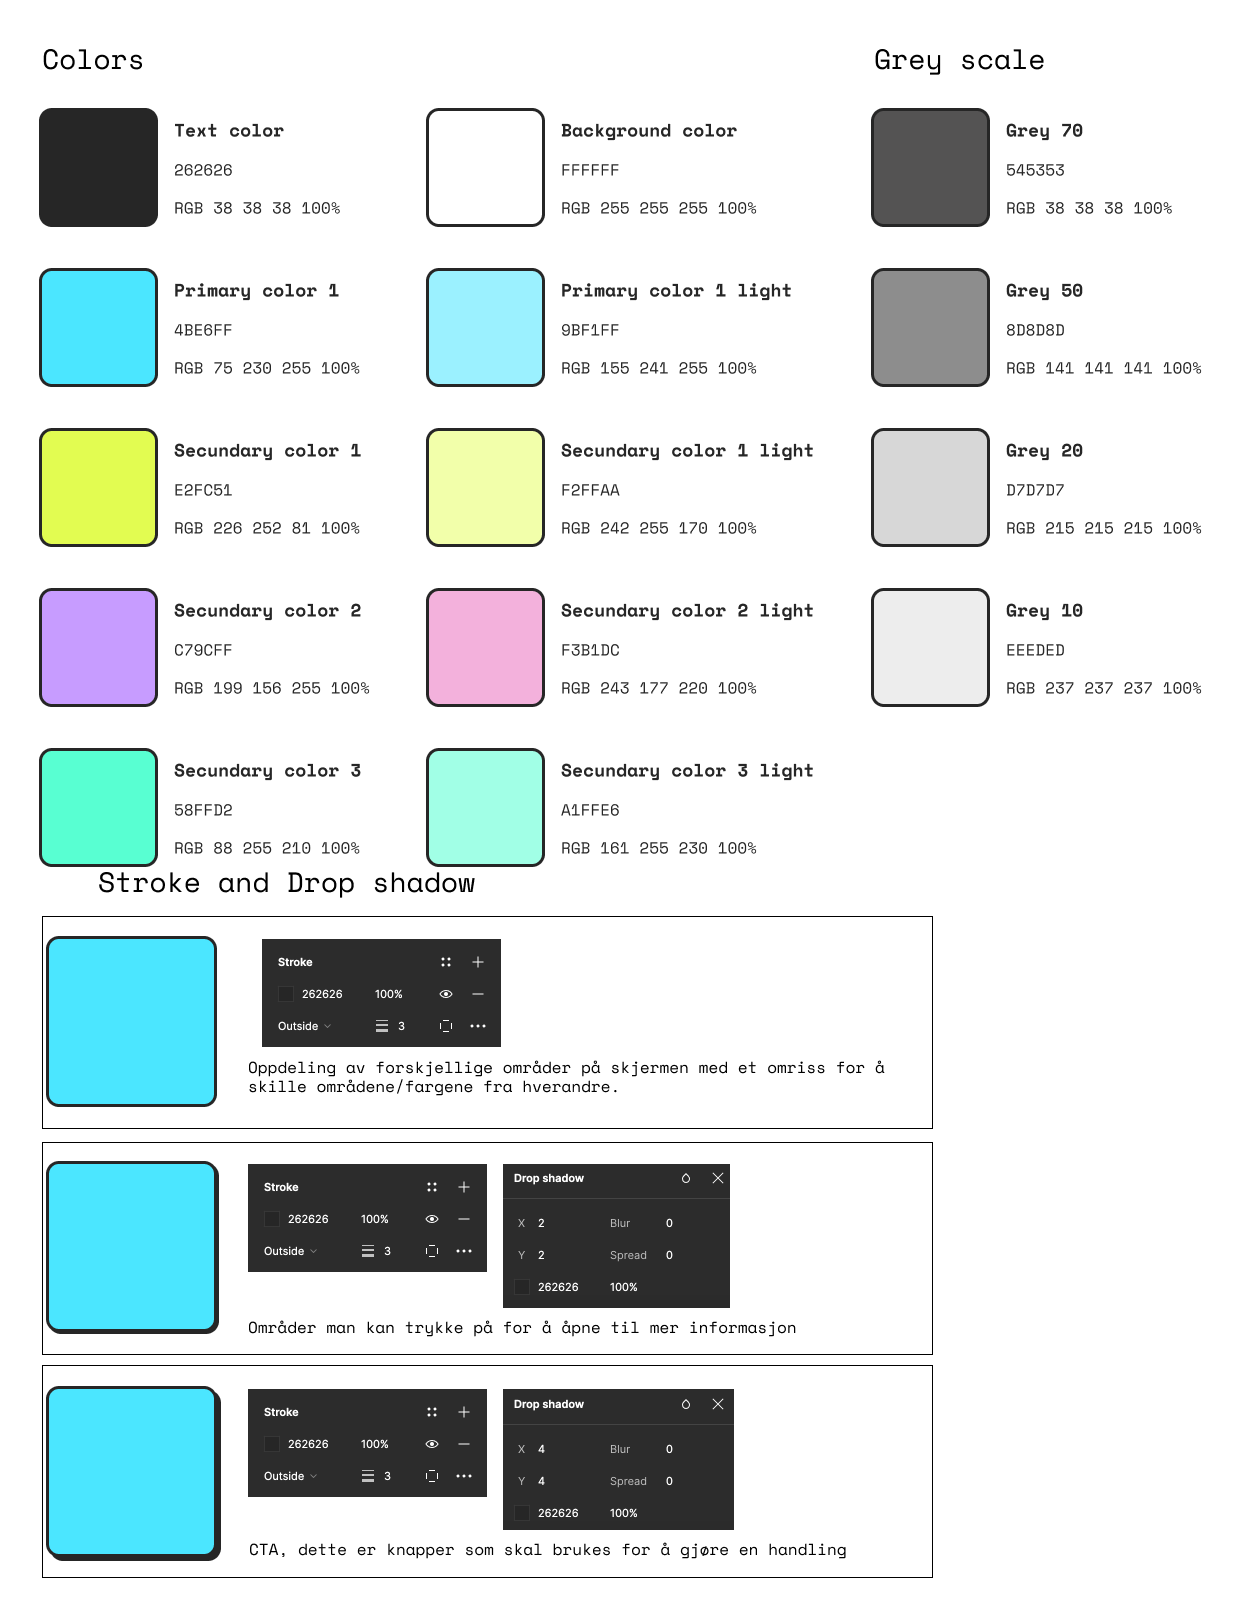 Colors
Grey scale
Text color
262626
RGB 38 38 38 100%
Background color
FFFFFF
RGB 255 255 255 100%
Grey 70
545353
RGB 38 38 38 100%
Primary color 1
4BE6FF
RGB 75 230 255 100%
Primary color 1 light
9BF1FF
RGB 155 241 255 100%
Grey 50
8D8D8D
RGB 141 141 141 100%
Secundary color 1
E2FC51
RGB 226 252 81 100%
Secundary color 1 light
F2FFAA
RGB 242 255 170 100%
Grey 20
D7D7D7
RGB 215 215 215 100%
Secundary color 2
C79CFF
RGB 199 156 255 100%
Secundary color 2 light
F3B1DC
RGB 243 177 220 100%
Grey 10
EEEDED
RGB 237 237 237 100%
Secundary color 3
58FFD2
RGB 88 255 210 100%
Secundary color 3 light
A1FFE6
RGB 161 255 230 100%
Stroke and Drop shadow
Stroke
262626 100%
Outside 3
Oppdeling av forskjellige områder på skjermen med et omriss for å
skille områdene/fargene fra hverandre.
Stroke
262626 100%
Outside 3
Drop shadow
X 2 Blur 0
Y 2 Spread 0
262626 100%
Områder man kan trykke på for å åpne til mer informasjon
Stroke
262626 100%
Outside 3
Drop shadow
X 4 Blur 0
Y 4 Spread 0
262626 100%
CTA, dette er knapper som skal brukes for å gjøre en handling